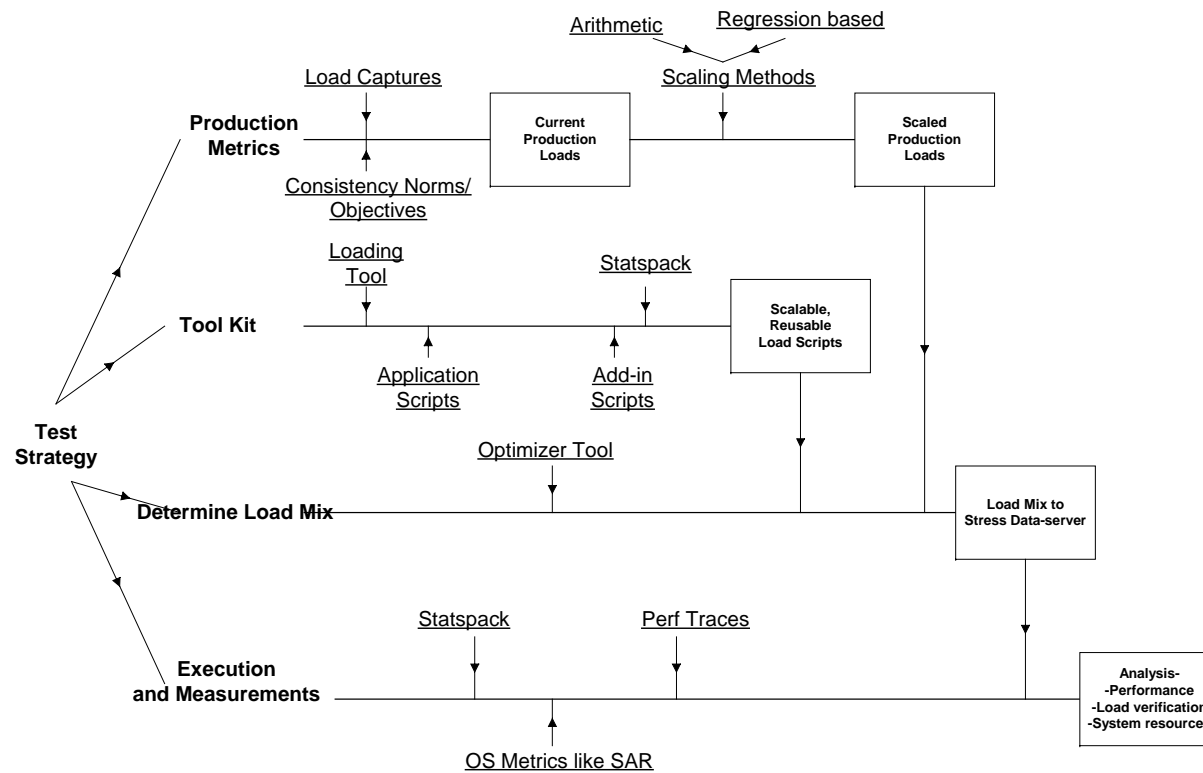 Arithmetic
Regression based
Load Captures
Scaling Methods
Production
Metrics
Current
Production
Loads
Scaled
Production
Loads
Consistency Norms/
Objectives
Loading
Tool
Statspack
Tool Kit
Scalable,
Reusable
Load Scripts
Application
Scripts
Add-in
Scripts
Test
Strategy
Optimizer Tool
Determine Load Mix
Load Mix to
Stress Data-server
Statspack
Perf Traces
Execution
and Measurements
Analysis-
-Performance
-Load verification
-System resource
OS Metrics like SAR